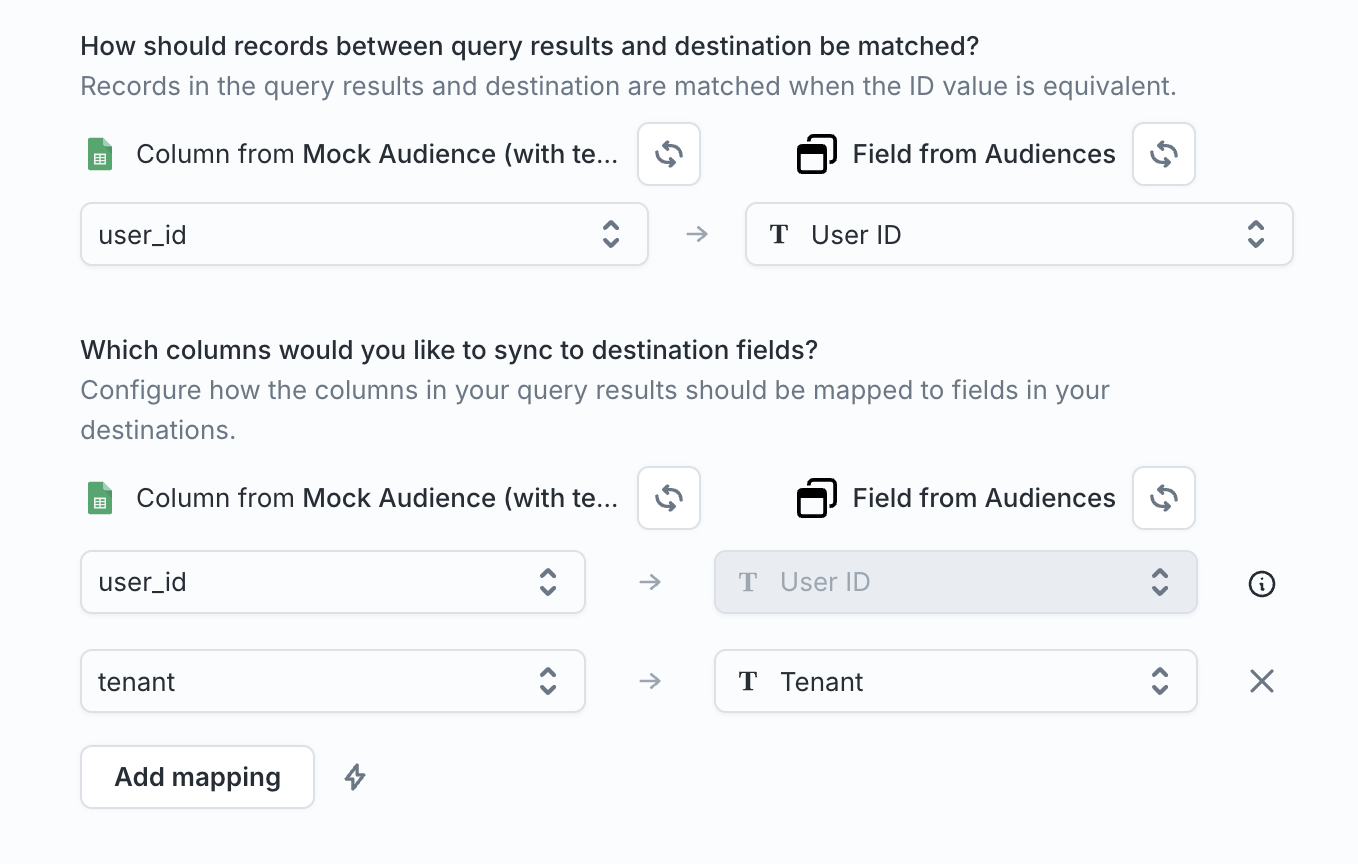 How should records between query results and destination be matched?
Records in the query results and destination are matched when the ID value is equivalent.
Column from Mock Audience (with te... Field from Audiences
user_id → T User ID
Which columns would you like to sync to destination fields?
Configure how the columns in your query results should be mapped to fields in your
destinations.
Column from Mock Audience (with te... Field from Audiences
user_id → T User ID
tenant → T Tenant
Add mapping